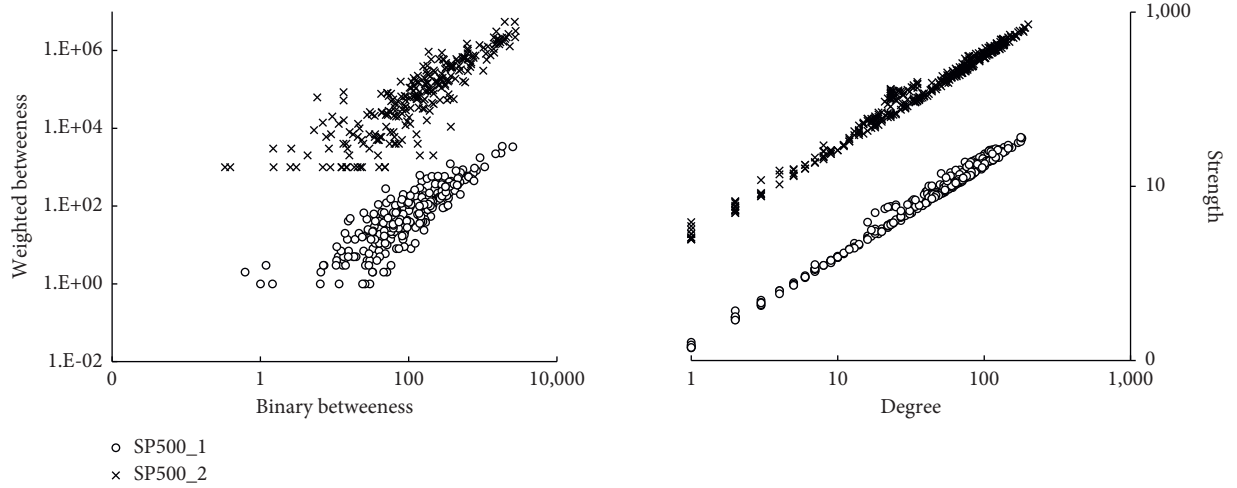 1.E+06
1.E+04
1.E+02
1.E+00
1.E-02
Weighted betweeness
0 1 1 100 10,000
Binary betweeness
SP500_1
SP500_2
1,000
10
0
Strength
1 10 100 1,000
Degree